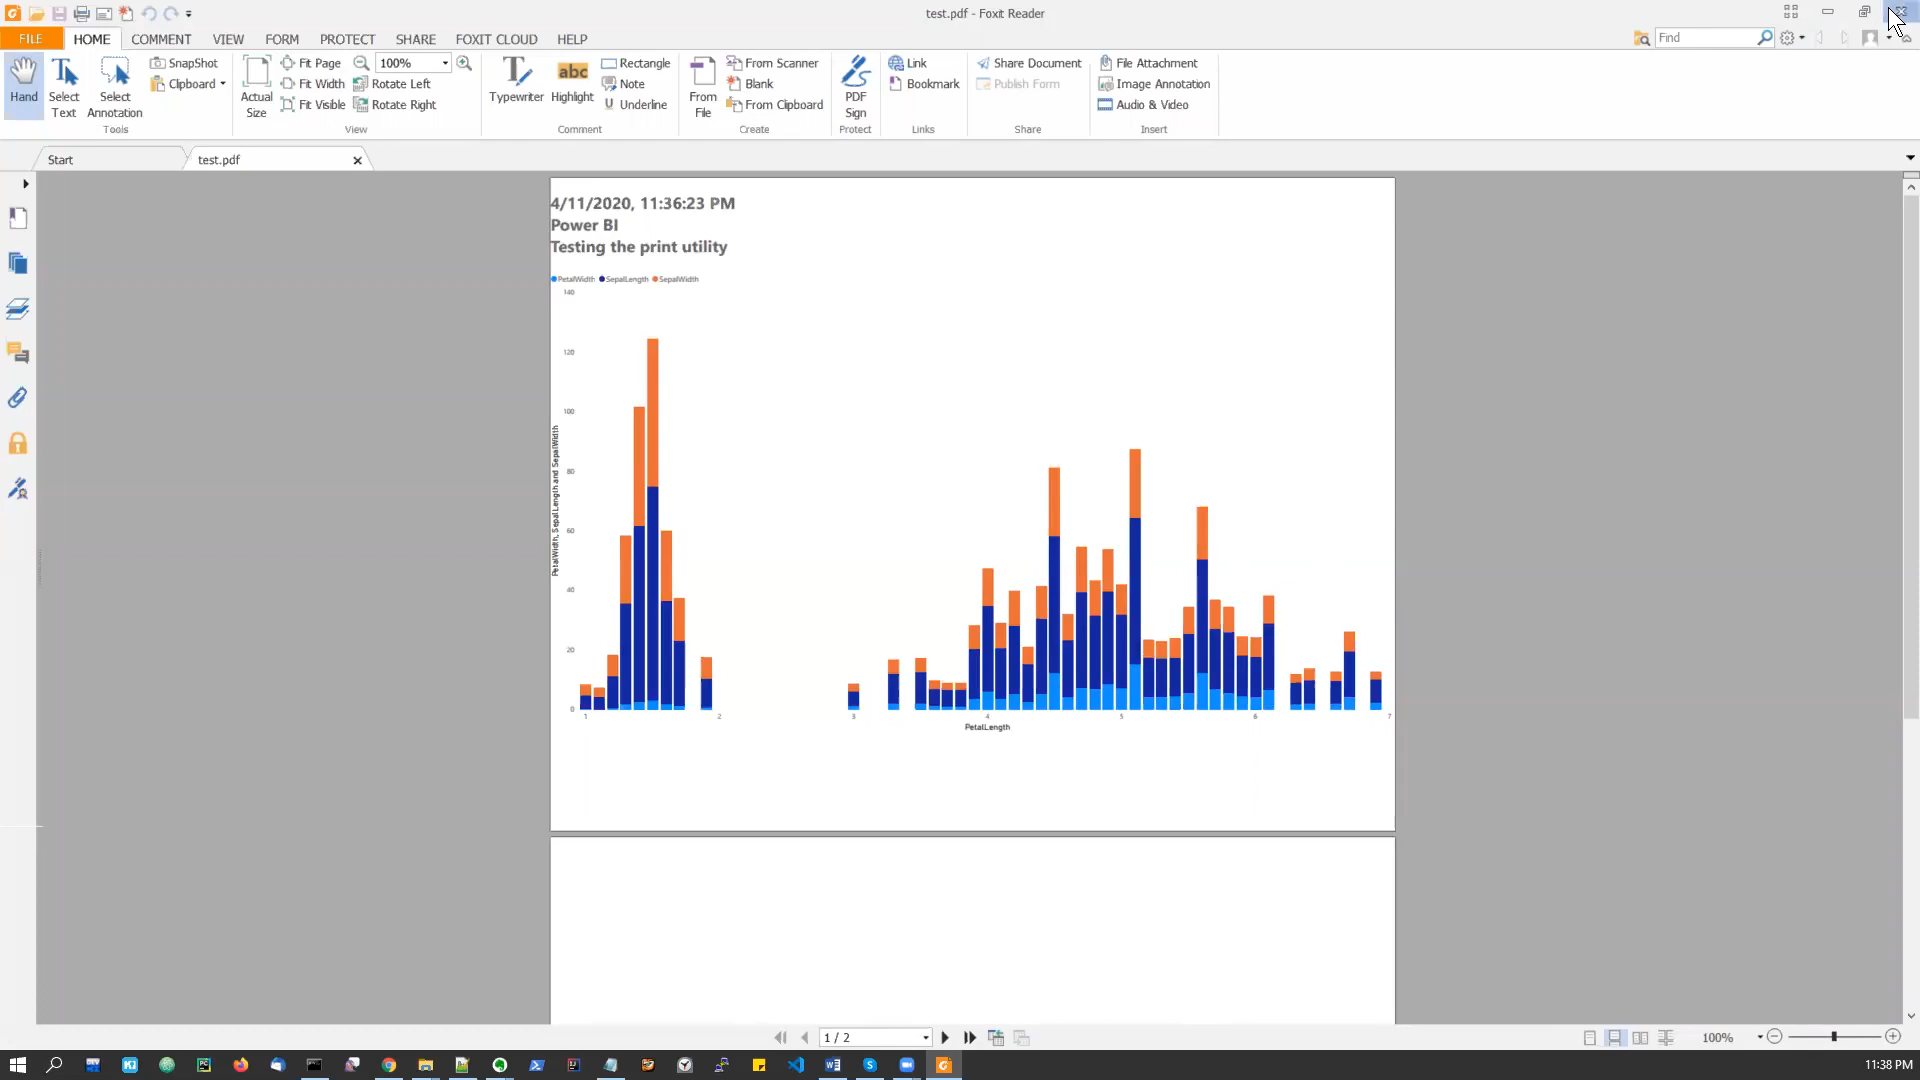 test.pdf - Foxit Reader
FILE HOME COMMENT VIEW FORM PROTECT SHARE FOXIT CLOUD HELP
Find
Hand
Select Text
Select Annotation
SnapShot
Clipboard
Tools
Actual Size
Fit Page
Fit Width
Fit Visible
100%
Rotate Left
Rotate Right
View
Typewriter
abc
Highlight
Rectangle
Note
Underline
Comment
From File
From Scanner
Blank
From Clipboard
Create
PDF Sign
Protect
Link
Bookmark
Links
Share Document
Publish Form
Share
File Attachment
Image Annotation
Audio & Video
Insert
Start
test.pdf
4/11/2020, 11:36:23 PM
Power BI
Testing the print utility
PetalWidth SepalLength SepalWidth
140
120
100
80
60
40
20
0
PetalWidth, SepalLength and SepalWidth
1 2 3 4 5 6 7
PetalLength
1 / 2
100%
11:38 PM